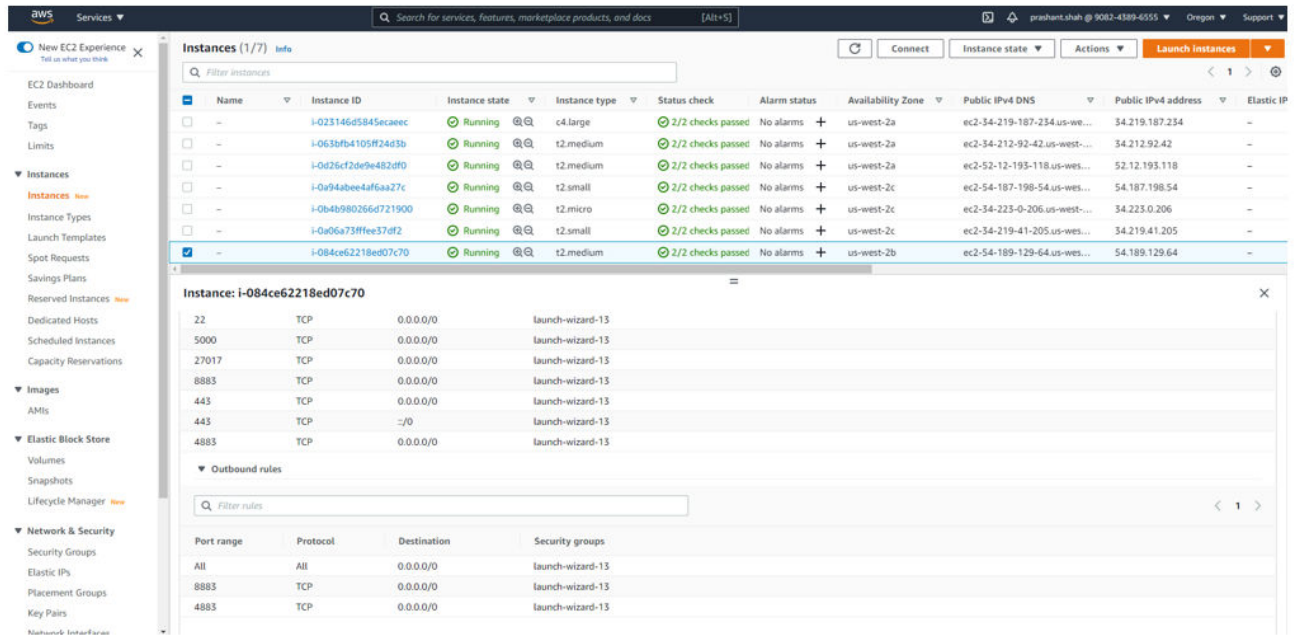 aws Services ▼ Search for services, features, marketplace products, and docs [Alt+S] prashant.shah @ 9082-4389-6555 ▼ Oregon ▼ Support ▼
New EC2 Experience
Tell us what you think
EC2 Dashboard
Events
Tags
Limits
Instances
Instances New
Instance Types
Launch Templates
Spot Requests
Savings Plans
Reserved Instances New
Dedicated Hosts
Scheduled Instances
Capacity Reservations
Images
AMIs
Elastic Block Store
Volumes
Snapshots
Lifecycle Manager New
Network & Security
Security Groups
Elastic IPs
Placement Groups
Key Pairs
Network Interfaces
Instances (1/7) Info Connect Instance state ▼ Actions ▼ Launch instances ▼
Filter instances < 1 >
Name Instance ID Instance state Instance type Status check Alarm status Availability Zone Public IPv4 DNS Public IPv4 address Elastic IP
– i-023146d5845ecaeec Running c4.large 2/2 checks passed No alarms + us-west-2a ec2-34-219-187-234.us-we... 34.219.187.234 –
– i-063bfb4105ff24d3b Running t2.medium 2/2 checks passed No alarms + us-west-2a ec2-34-212-92-42.us-west-... 34.212.92.42 –
– i-0d26cf2de9e482df0 Running t2.medium 2/2 checks passed No alarms + us-west-2a ec2-52-12-193-118.us-wes... 52.12.193.118 –
– i-0a94abee4af6aa27c Running t2.small 2/2 checks passed No alarms + us-west-2c ec2-54-187-198-54.us-wes... 54.187.198.54 –
– i-0b4b980266d721900 Running t2.micro 2/2 checks passed No alarms + us-west-2c ec2-34-223-0-206.us-west-... 34.223.0.206 –
– i-0a06a73fffee37df2 Running t2.small 2/2 checks passed No alarms + us-west-2c ec2-34-219-41-205.us-wes... 34.219.41.205 –
– i-084ce62218ed07c70 Running t2.medium 2/2 checks passed No alarms + us-west-2b ec2-54-189-129-64.us-wes... 54.189.129.64 –
Instance: i-084ce62218ed07c70
22 TCP 0.0.0.0/0 launch-wizard-13
5000 TCP 0.0.0.0/0 launch-wizard-13
27017 TCP 0.0.0.0/0 launch-wizard-13
8883 TCP 0.0.0.0/0 launch-wizard-13
443 TCP 0.0.0.0/0 launch-wizard-13
443 TCP ::/0 launch-wizard-13
4883 TCP 0.0.0.0/0 launch-wizard-13
▼ Outbound rules
Filter rules < 1 >
Port range Protocol Destination Security groups
All All 0.0.0.0/0 launch-wizard-13
8883 TCP 0.0.0.0/0 launch-wizard-13
4883 TCP 0.0.0.0/0 launch-wizard-13